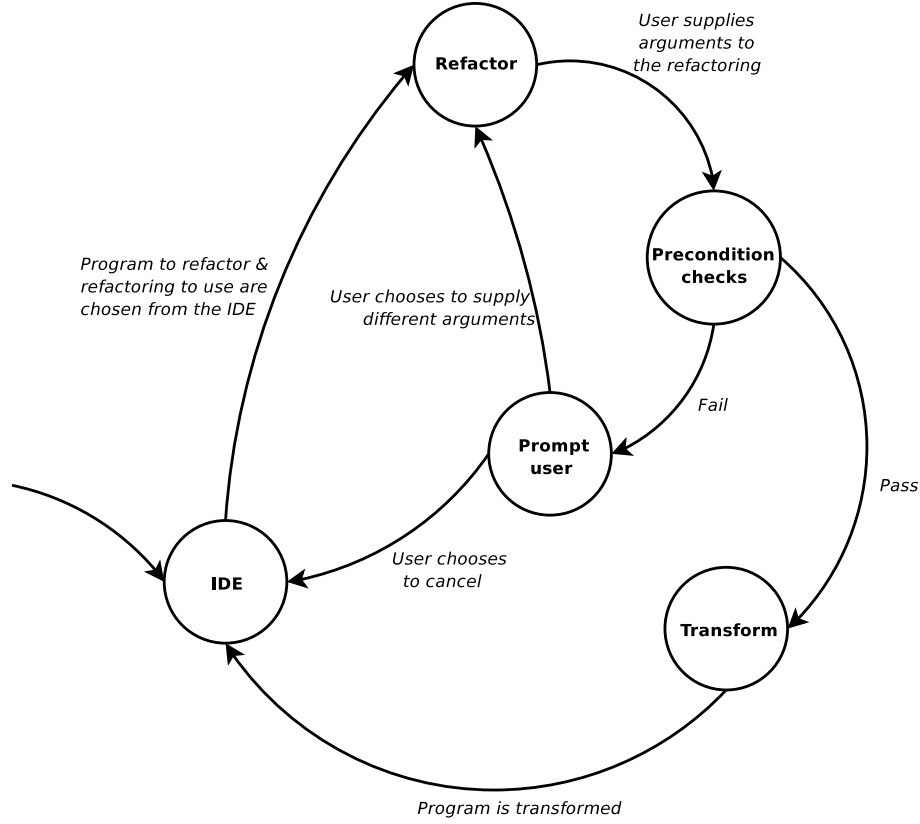 User supplies
arguments to
the refactoring
Refactor
Precondition
checks
Program to refactor &
refactoring to use are
chosen from the IDE
User chooses to supply
different arguments
Fail
Prompt
user
Pass
User chooses
to cancel
IDE
Transform
Program is transformed